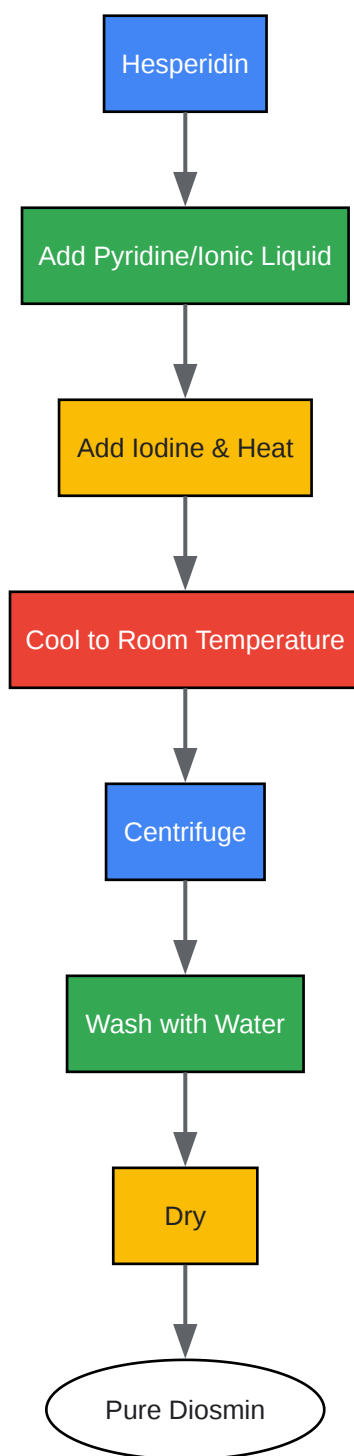 Hesperidin
Add Pyridine/Ionic Liquid
Add Iodine & Heat
Cool to Room Temperature
Centrifuge
Wash with Water
Dry
Pure Diosmin